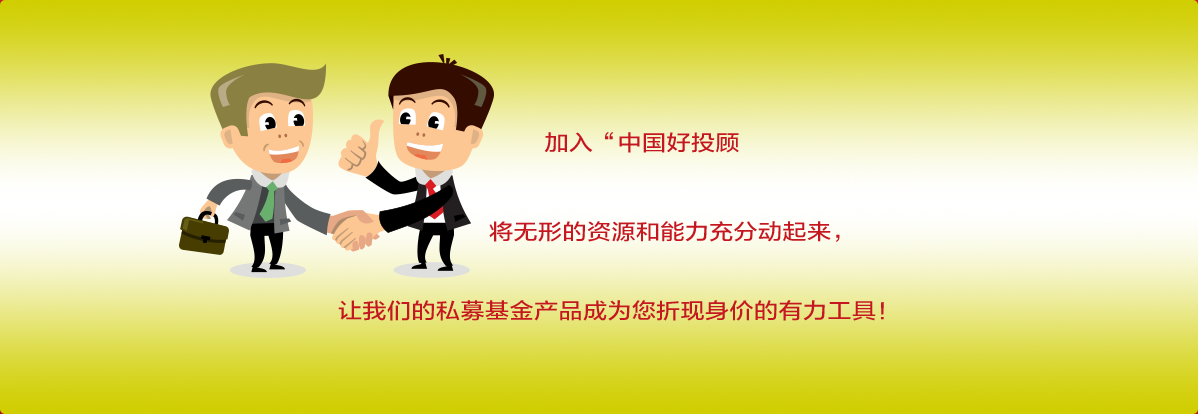 加入“中国好投顾
将无形的资源和能力充分动起来，
让我们的私募基金产品成为您折现身价的有力工具！